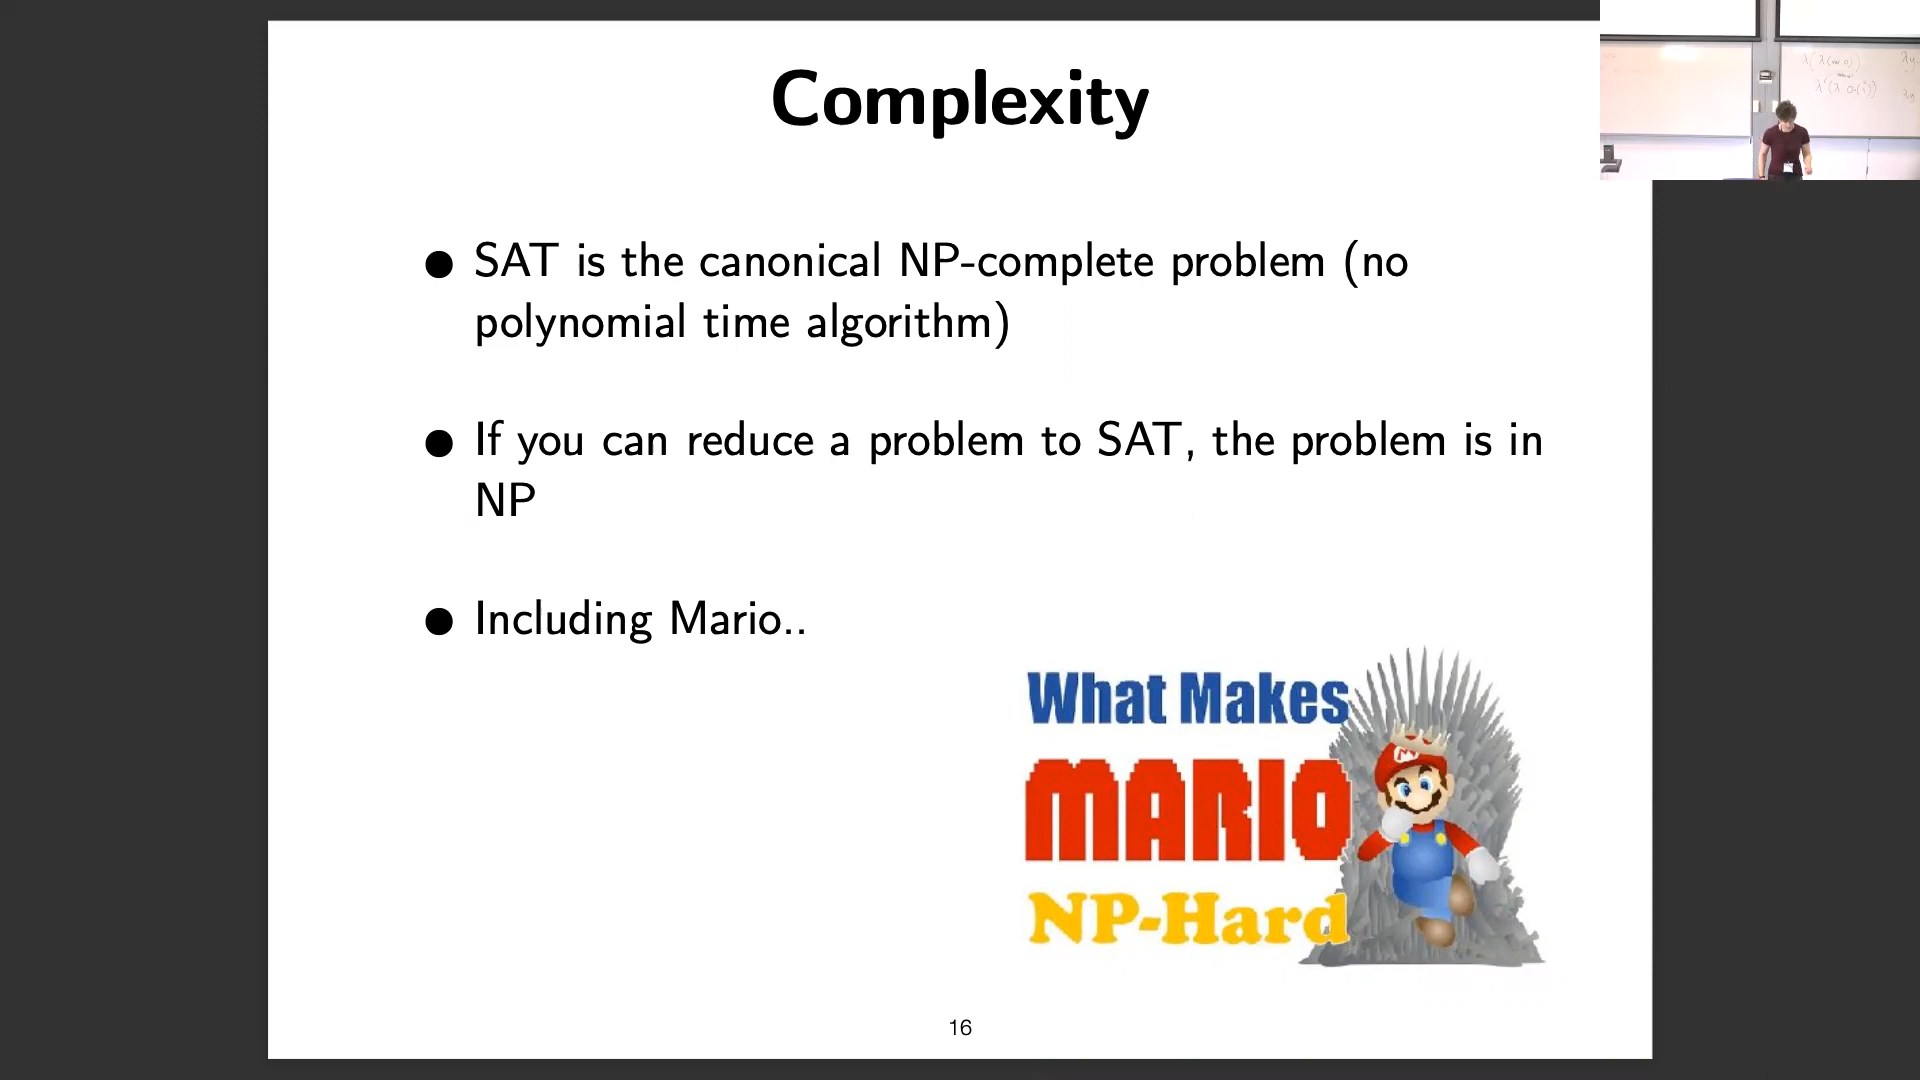 Complexity
● SAT is the canonical NP-complete problem (no
polynomial time algorithm)
● If you can reduce a problem to SAT, the problem is in
NP
● Including Mario..
What Makes
MARIO
NP-Hard
16